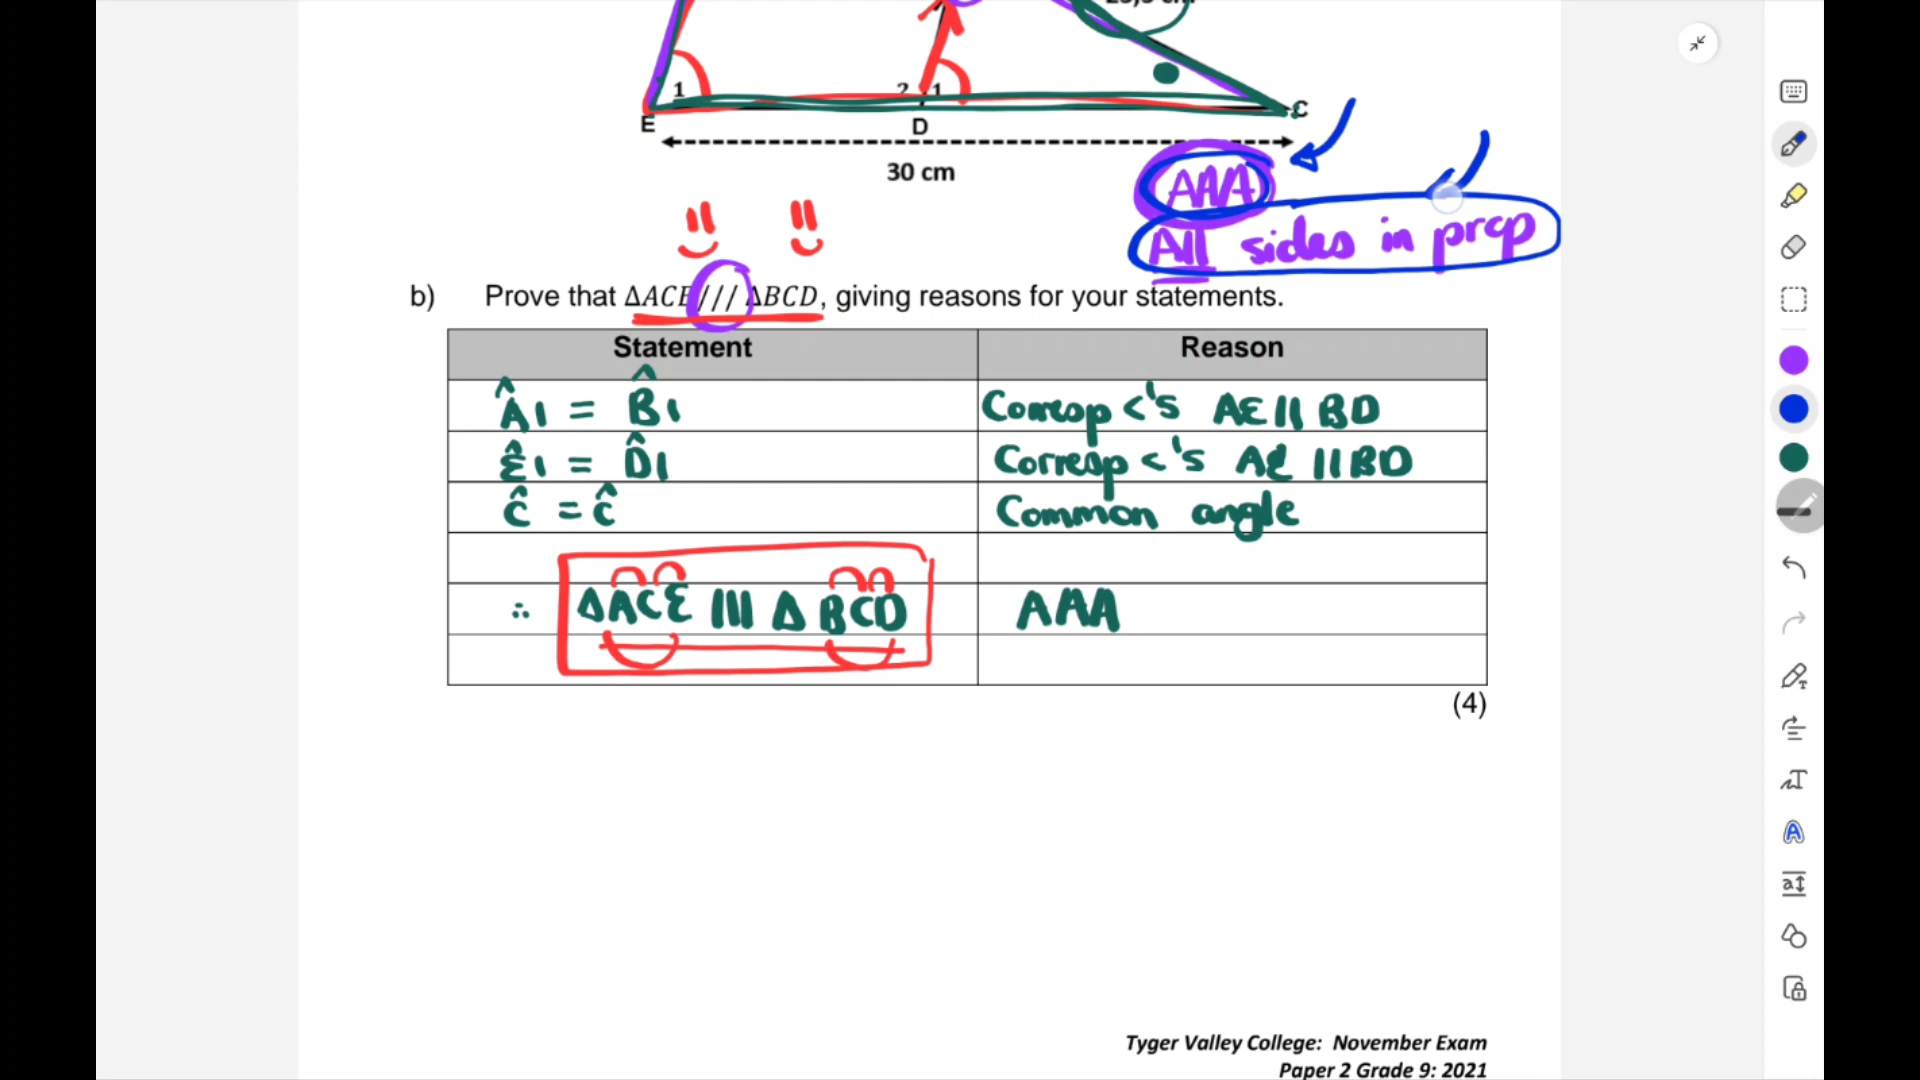 1 2 1 C
E D
30 cm
AAA
All sides in prop
b) Prove that ΔACE///ΔBCD, giving reasons for your statements.
Statement Reason
Â1 = B̂1 Corresp <'s AE || BD
Ê1 = D̂1 Corresp <'s AE || BD
Ĉ = Ĉ Common angle
∴ ΔACE ||| ΔBCD AAA
(4)
Tyger Valley College: November Exam
Paper 2 Grade 9: 2021